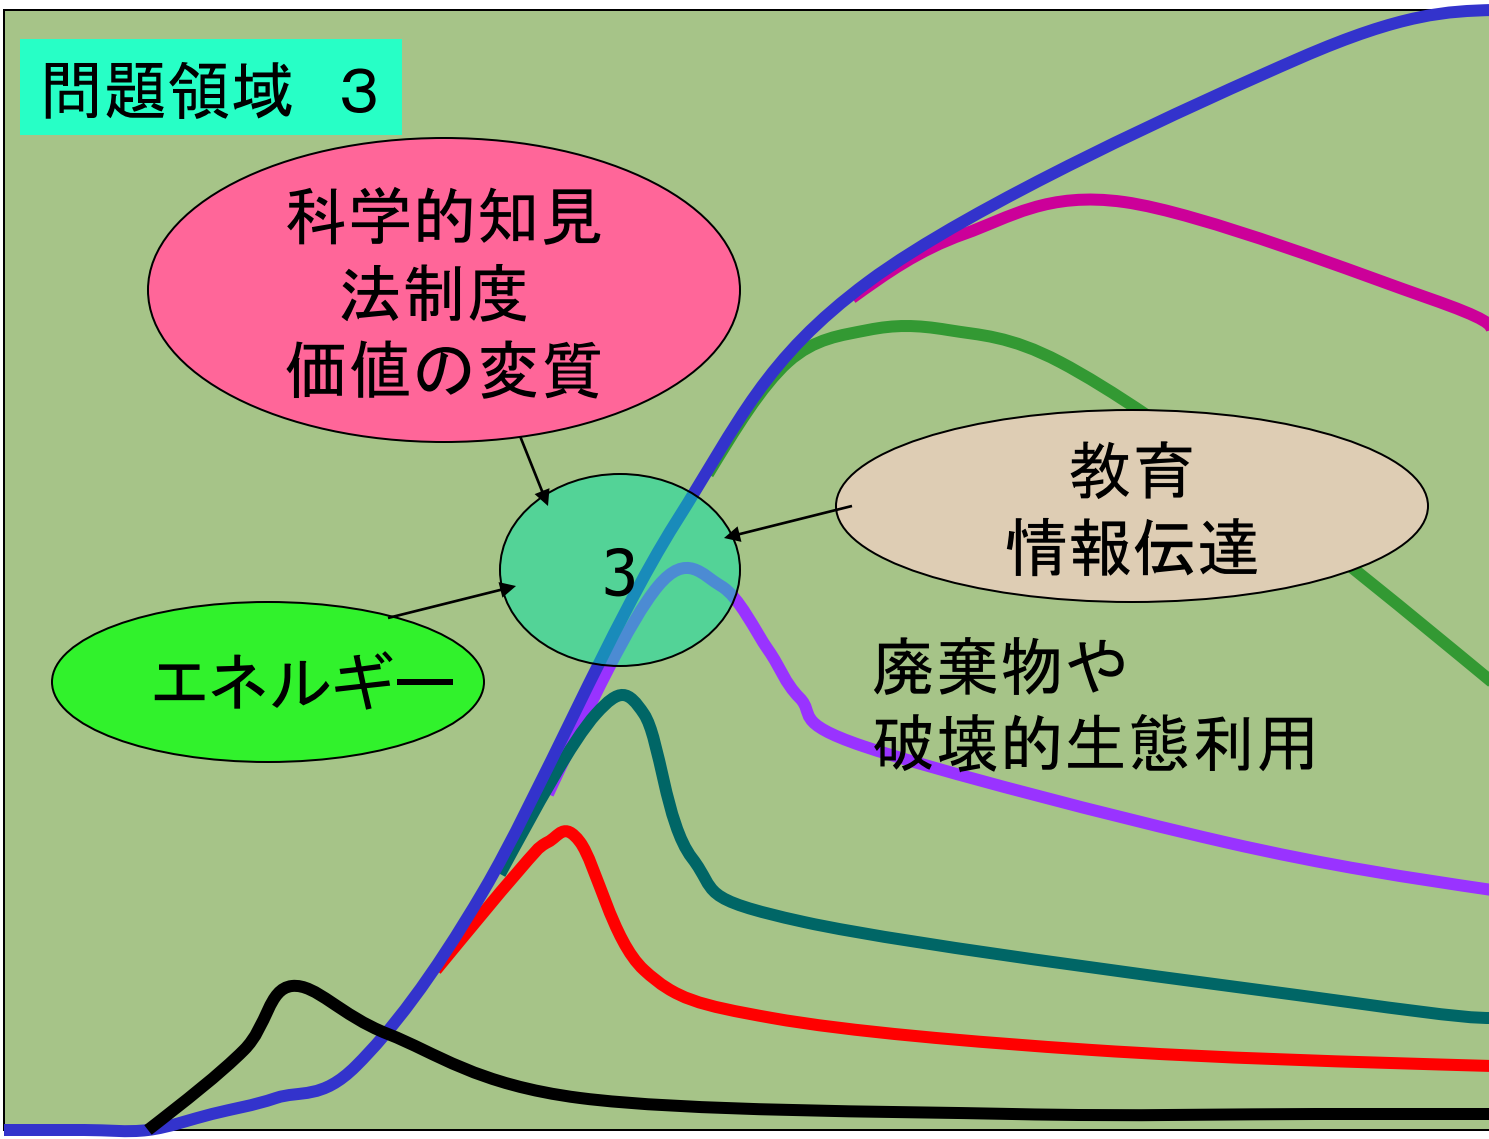 問題領域　３
科学的知見
法制度
価値の変質
教育
情報伝達
3
エネルギー
廃棄物や
破壊的生態利用